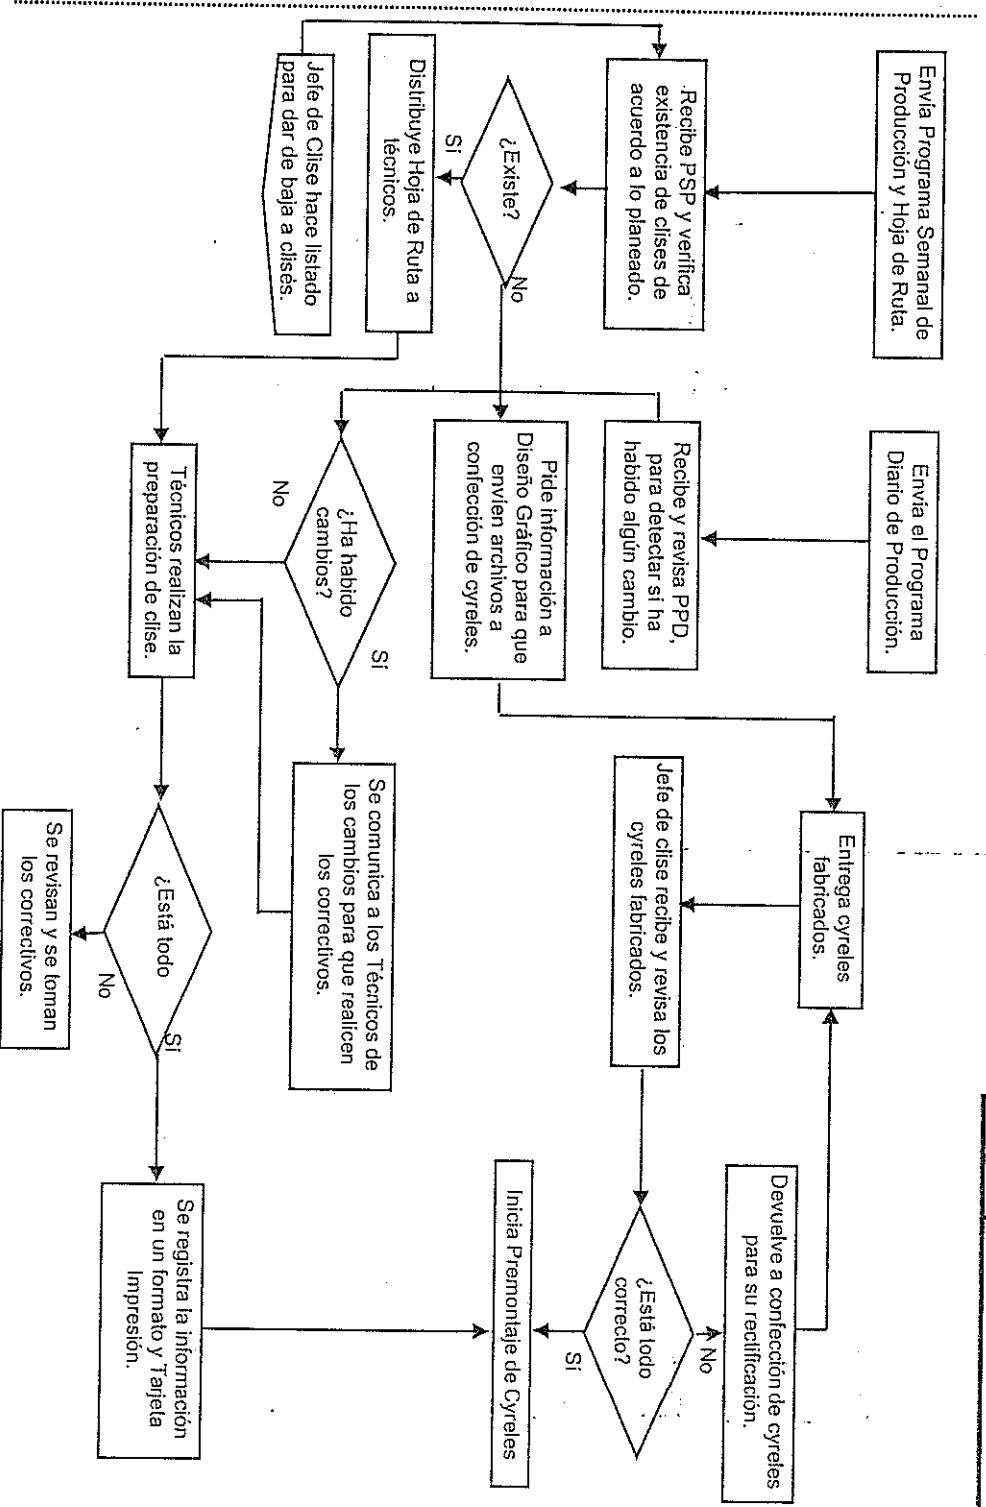 Envía Programa Semanal de
Producción y Hoja de Ruta.
Recibe PSP y verifica
existencia de clises de
acuerdo a lo planeado.
¿Existe?
Sí
No
Distribuye Hoja de Ruta a
técnicos.
Jefe de Clise hace listado
para dar de baja a clisés.
Envía el Programa
Diario de Producción.
Recibe y revisa PPD,
para detectar si ha
habido algún cambio.
Pide información a
Diseño Gráfico para que
envíen archivos a
confección de cyreles.
¿Ha habido
cambios?
No
Sí
Técnicos realizan la
preparación de clise.
Entrega cyreles
fabricados.
Jefe de clise recibe y revisa los
cyreles fabricados.
Se comunica a los Técnicos de
los cambios para que realicen
los correctivos.
¿Está todo
No
Sí
Se revisan y se toman
los correctivos.
Devuelve a confección de cyreles
para su rectificación.
¿Está todo
correcto?
No
Sí
Inicia Premontaje de Cyreles
Se registra la información
en un formato y Tarjeta
Impresión.